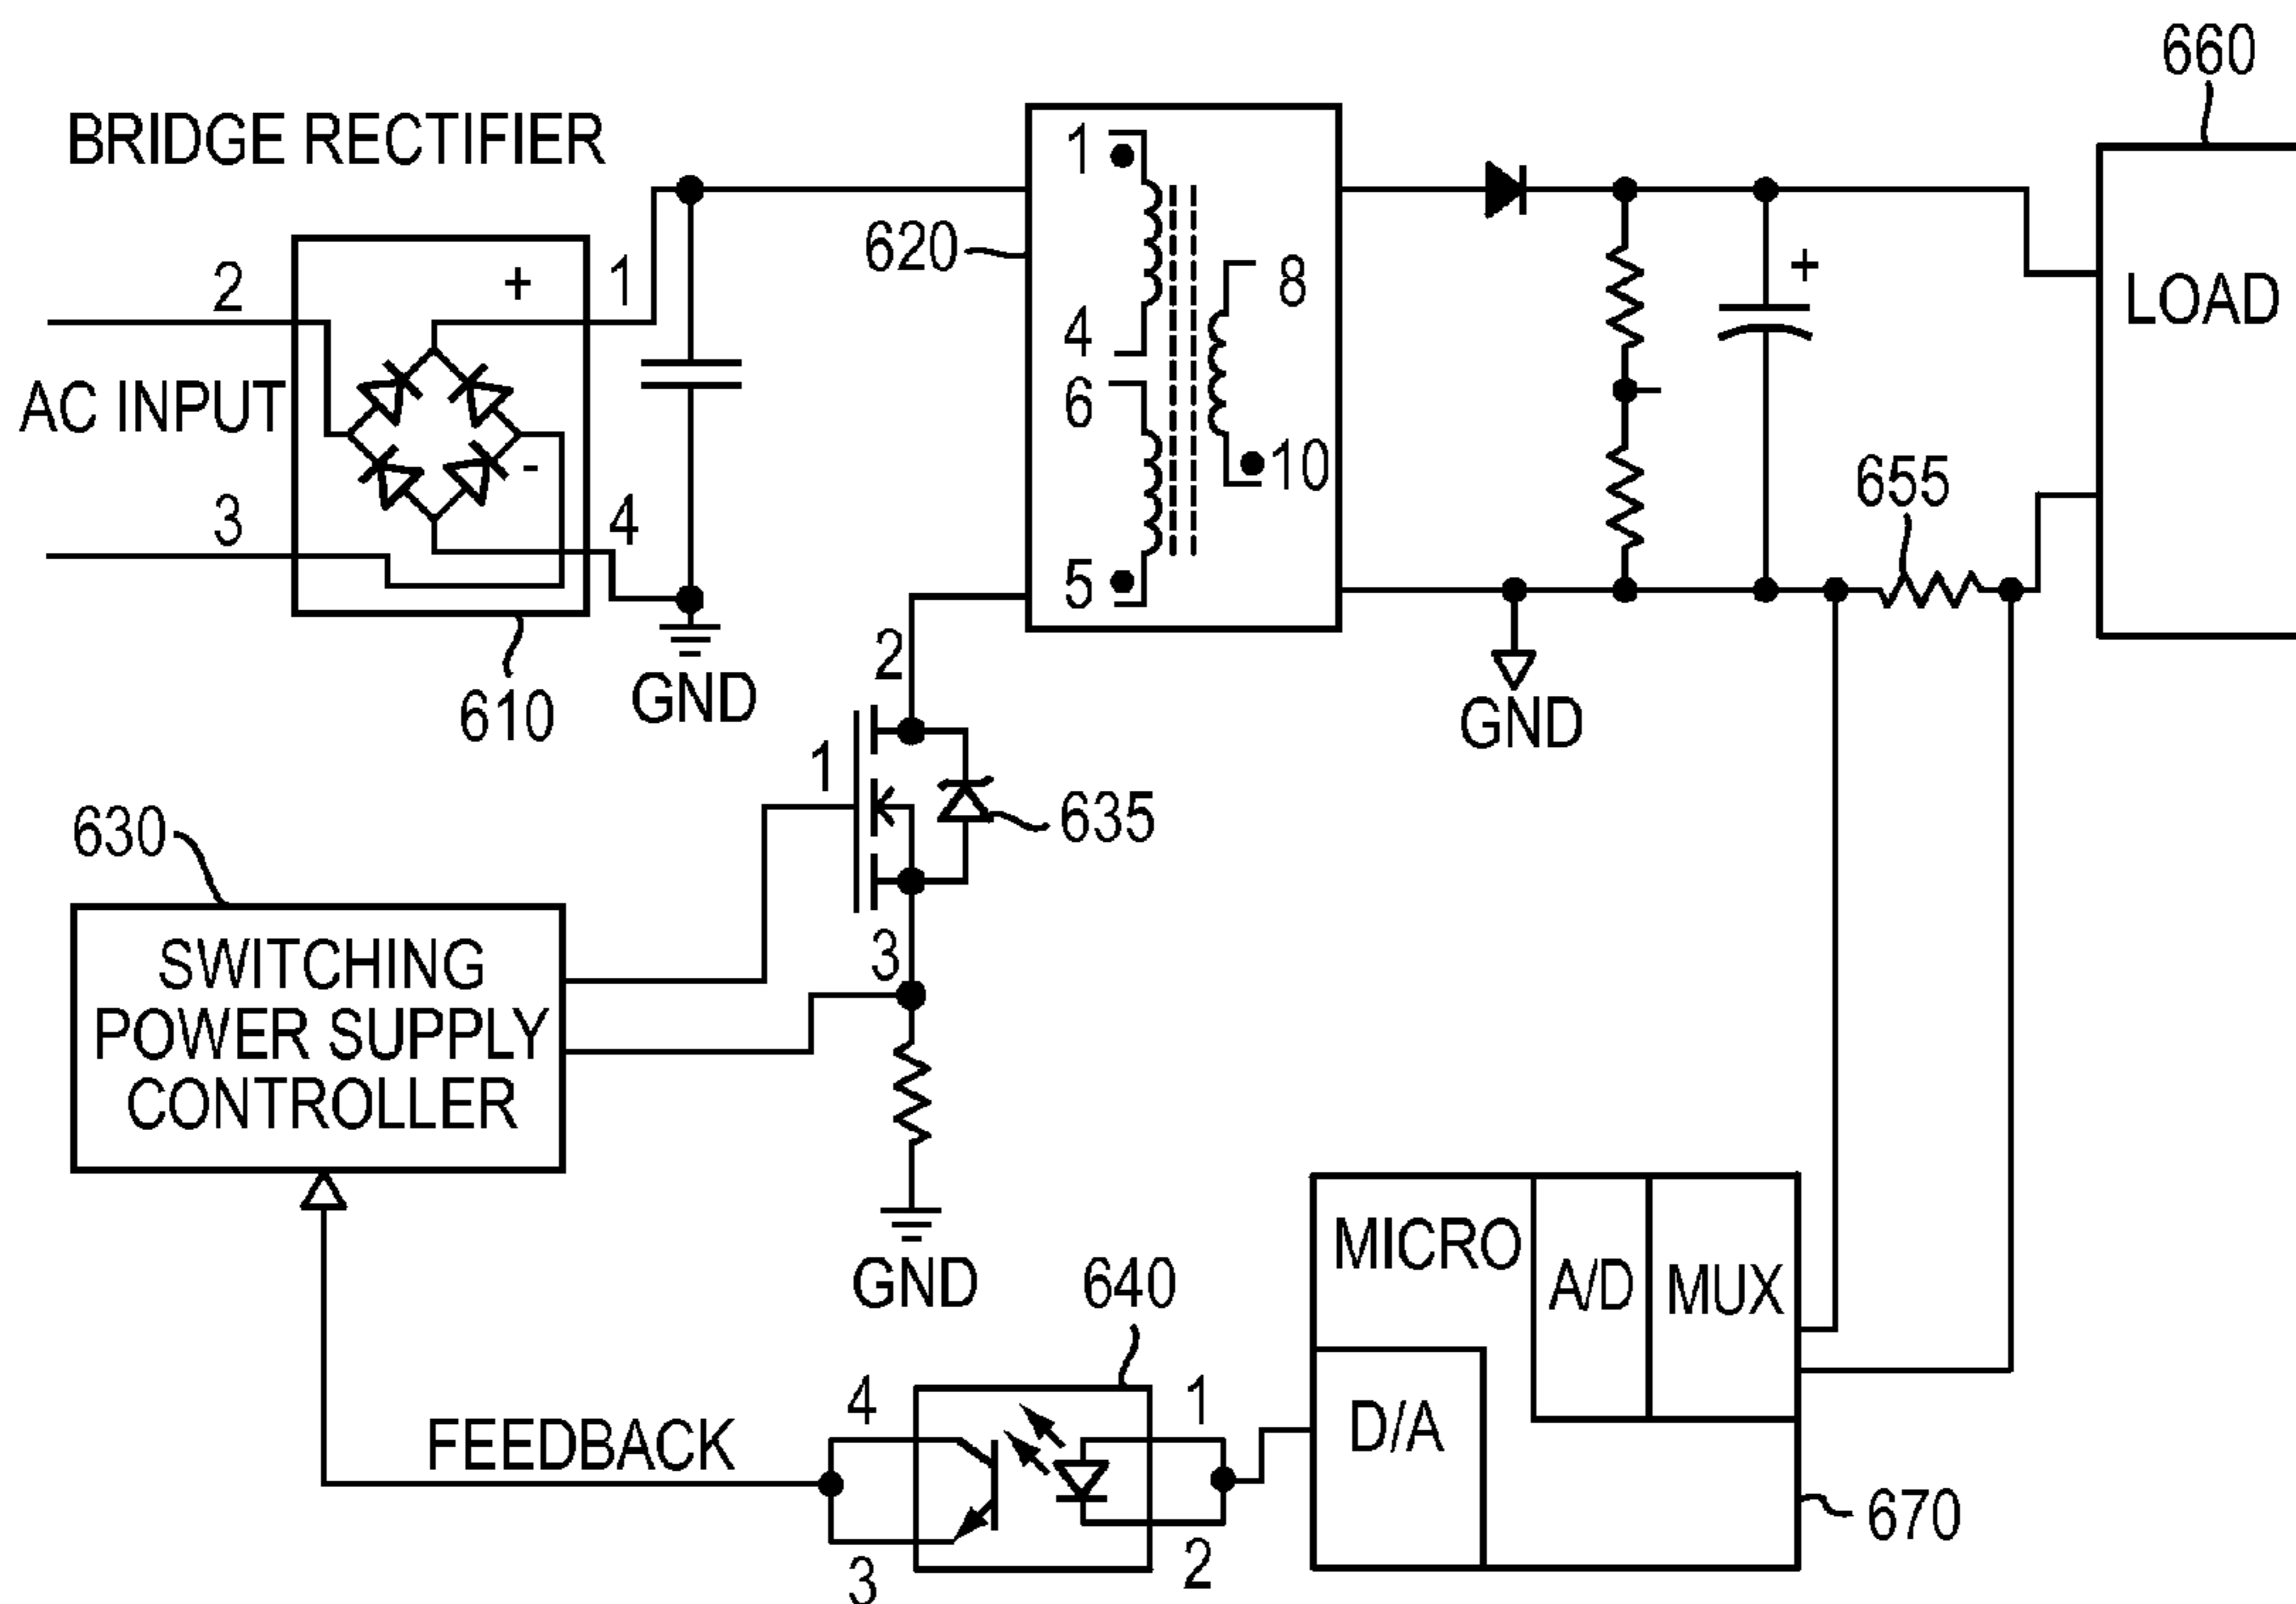 660
BRIDGE RECTIFIER
1
620
8
2
+
1
+
LOAD
4
AC INPUT
6
-
10
655
3
4
5
GND
2
610
GND
1
635
630
3
SWITCHING
POWER SUPPLY
CONTROLLER
MICRO
A/D
MUX
GND
640
4
1
D/A
FEEDBACK
670
3
2